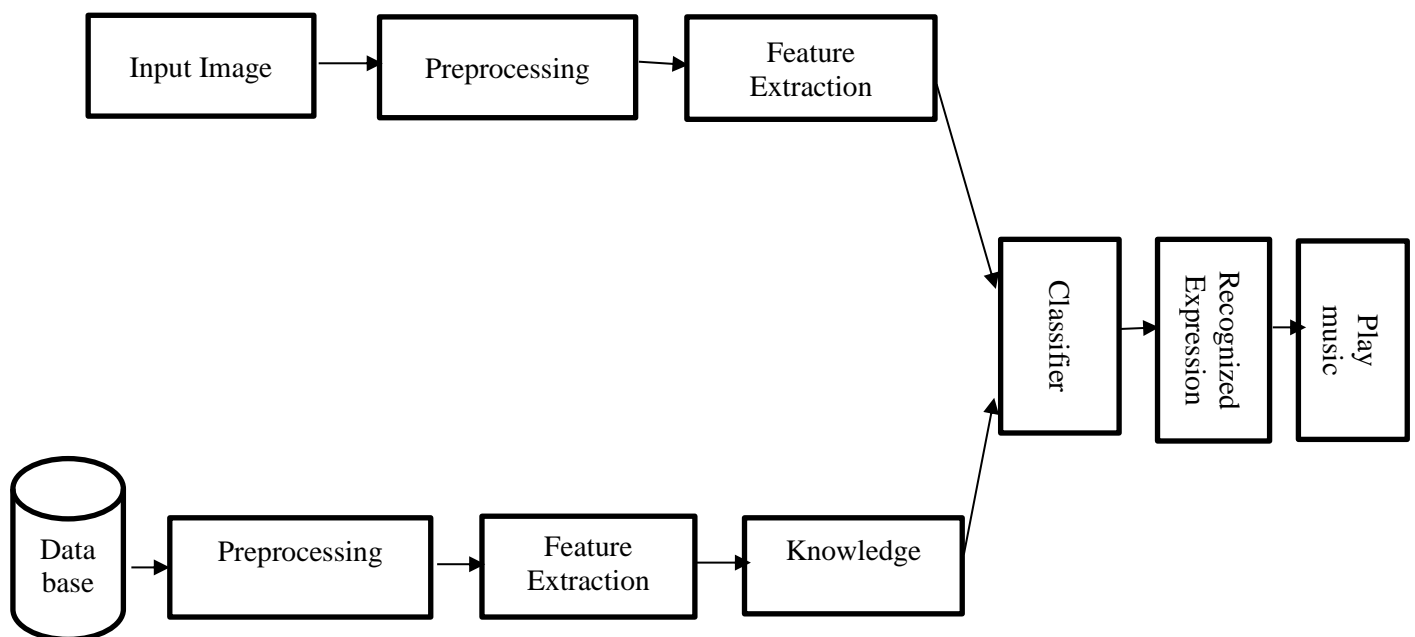 Input Image
Preprocessing
Feature
Extraction
Classifier
Recognized
Expression
Play
music
Data
base
Preprocessing
Feature
Extraction
Knowledge